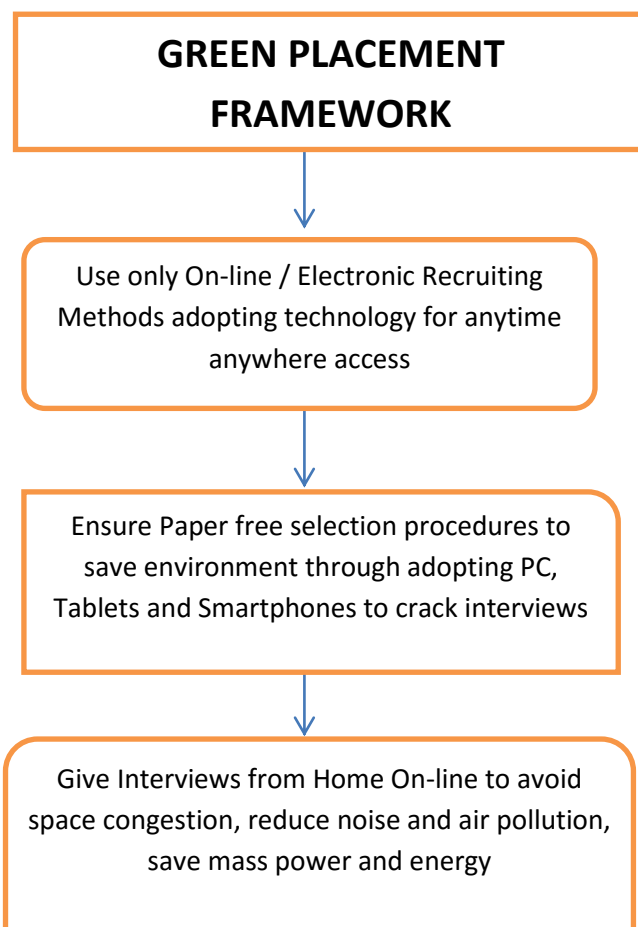 GREEN PLACEMENT
FRAMEWORK
Use only On-line / Electronic Recruiting
Methods adopting technology for anytime
anywhere access
Ensure Paper free selection procedures to
save environment through adopting PC,
Tablets and Smartphones to crack interviews
Give Interviews from Home On-line to avoid
space congestion, reduce noise and air pollution,
save mass power and energy